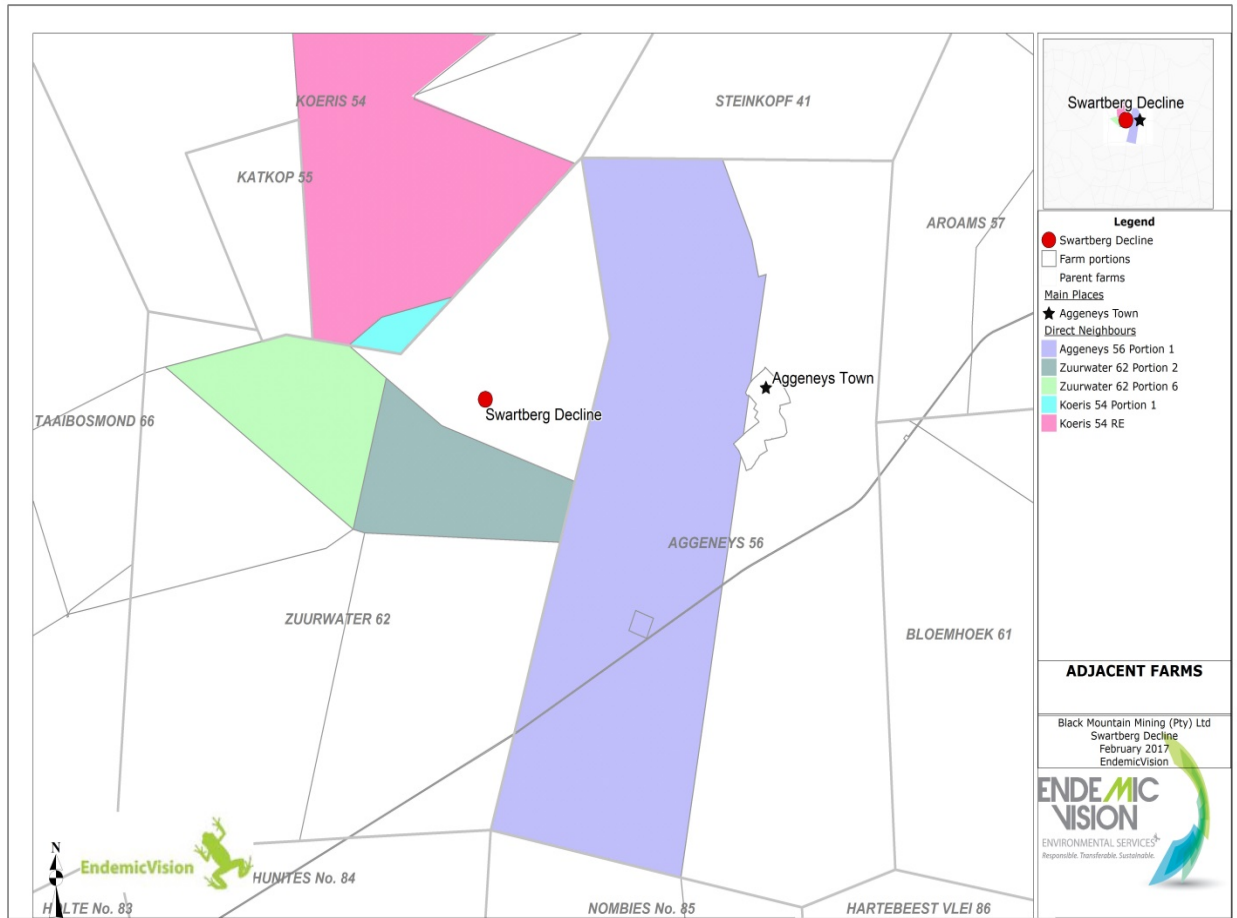 KOERIS 54
STEINKOPF 41
KATKOP 55
AROAMS 57
Aggeneys Town
Swartberg Decline
TAAIBOSMOND 66
AGGENEYS 56
ZUURWATER 62
BLOEMHOEK 61
N
EndemicVision
HUNITES No. 84
NOMBIES No. 85
HARTEBEEST VLEI 86
Swartberg Decline
Legend
Swartberg Decline
Farm portions
Parent farms
Main Places
Aggeneys Town
Direct Neighbours
Aggeneys 56 Portion 1
Zuurwater 62 Portion 2
Zuurwater 62 Portion 6
Koeris 54 Portion 1
Koeris 54 RE
ADJACENT FARMS
Black Mountain Mining (Pty) Ltd
Swartberg Decline
February 2017
EndemicVision
ENDEMIC
VISION
ENVIRONMENTAL SERVICES
Responsible. Transferable. Sustainable.